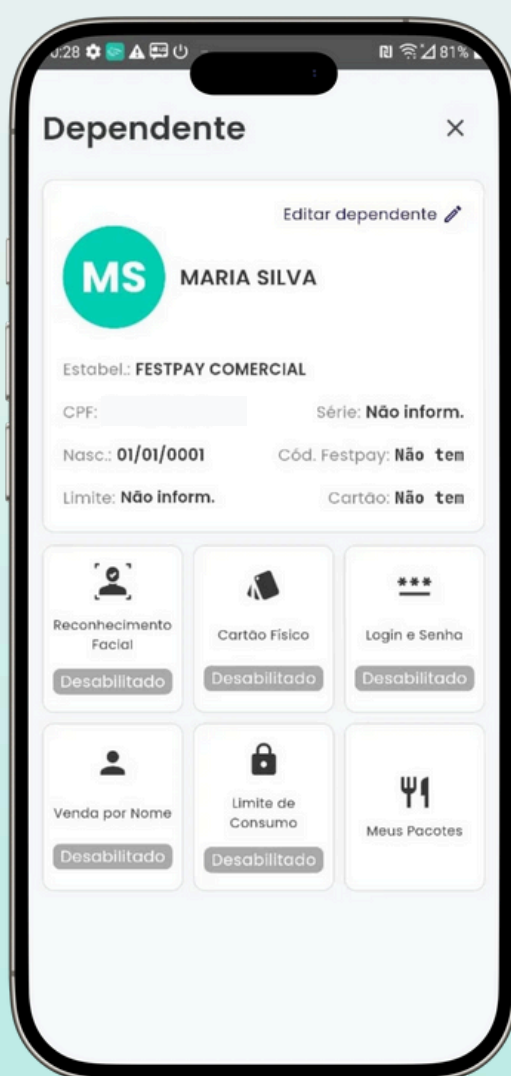 :28 81%
Dependente
Editar dependente
MS MARIA SILVA
Estabel.: FESTPAY COMERCIAL
CPF: Série: Não inform.
Nasc.: 01/01/0001 Cód. Festpay: Não tem
Limite: Não inform. Cartão: Não tem
Reconhecimento
Facial
Desabilitado
Cartão Físico
Desabilitado
***
Login e Senha
Desabilitado
Venda por Nome
Desabilitado
Limite de
Consumo
Desabilitado
Meus Pacotes